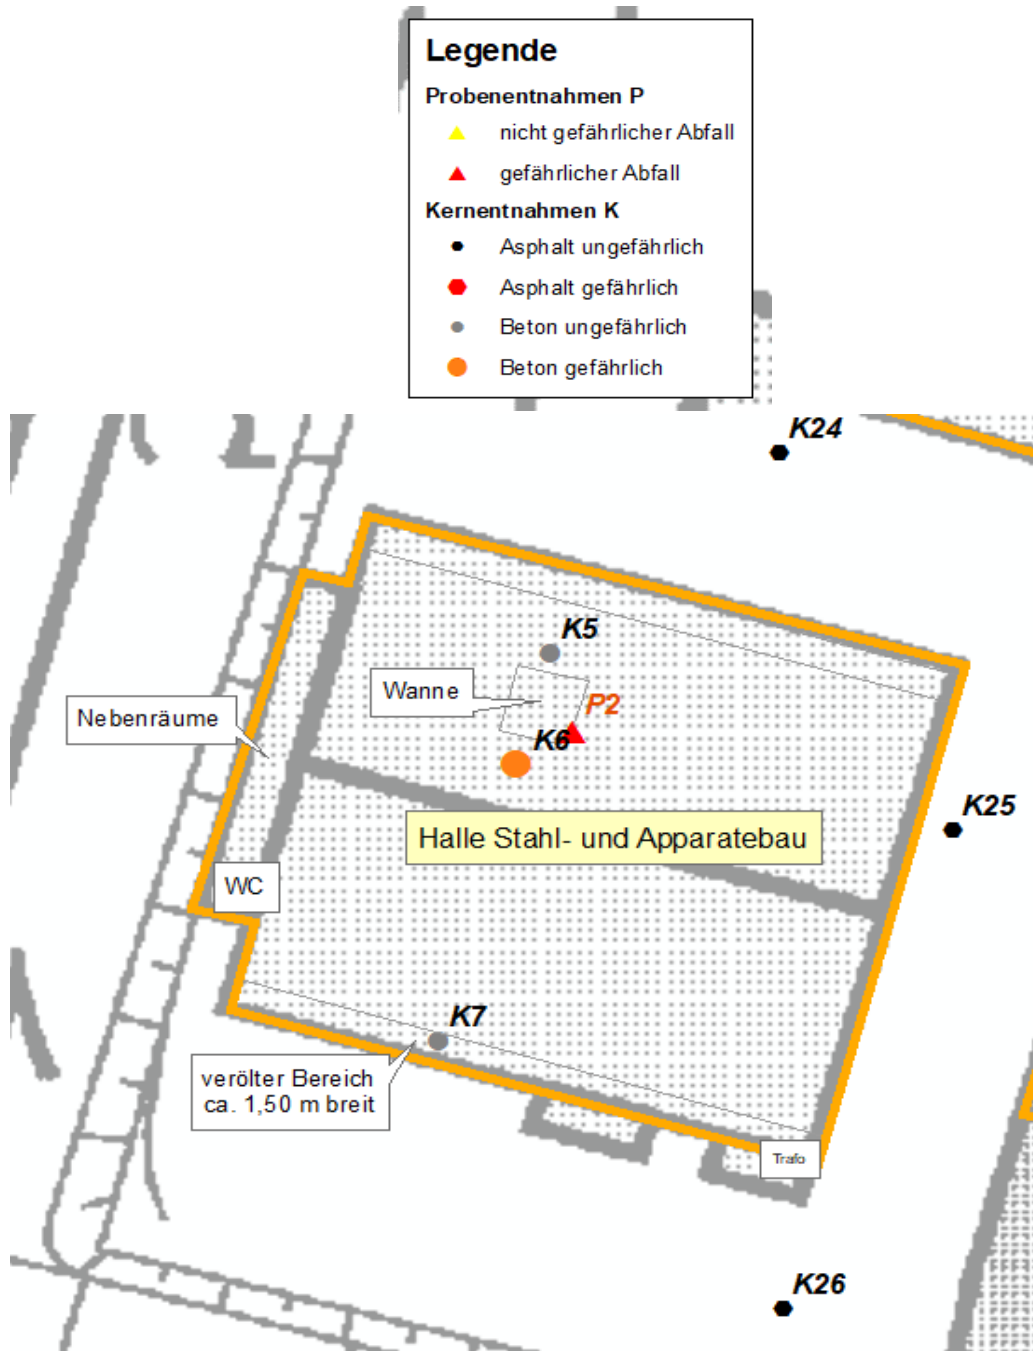 Legende
Probenentnahmen P
nicht gefährlicher Abfall
gefährlicher Abfall
Kernentnahmen K
Asphalt ungefährlich
Asphalt gefährlich
Beton ungefährlich
Beton gefährlich
K24
K5
Wanne
P2
Nebenräume
K6
K25
Halle Stahl- und Apparatebau
WC
K7
verölter Bereich
ca. 1,50 m breit
Trafo
K26